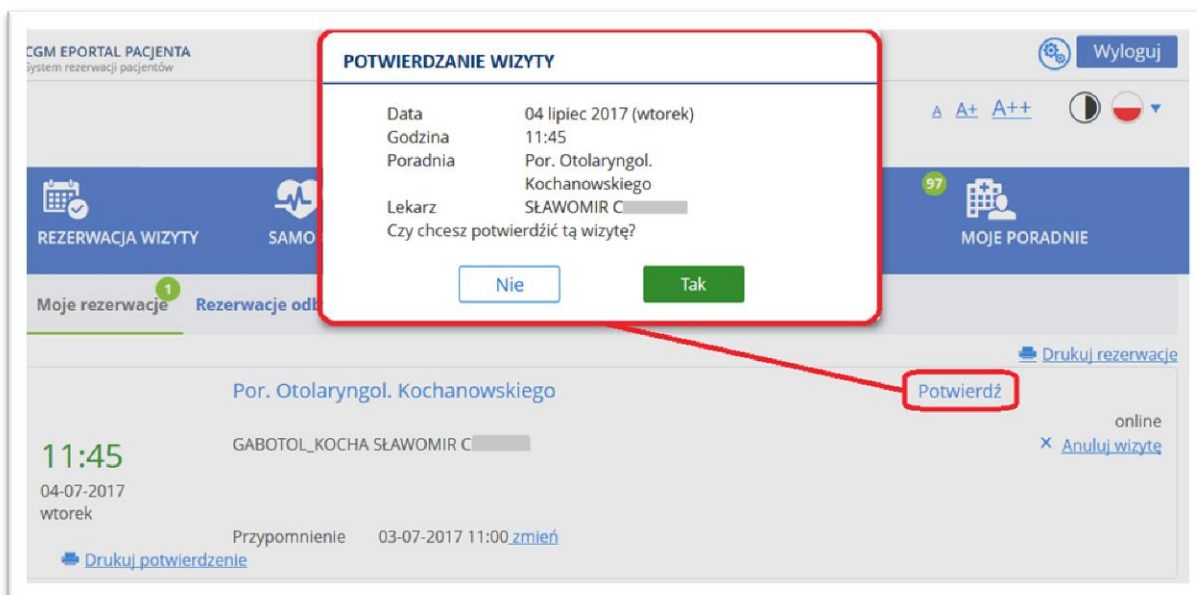 CGM EPORTAL PACJENTA
System rezerwacji pacjentów
Wyloguj
A A+ A++
POTWIERDZANIE WIZYTY
Data 04 lipiec 2017 (wtorek)
Godzina 11:45
Poradnia Por. Otolaryngol.
Kochanowskiego
Lekarz SŁAWOMIR C
Czy chcesz potwierdźić tą wizytę?
Nie Tak
REZERWACJA WIZYTY
SAMO
97
MOJE PORADNIE
Moje rezerwacje 1
Rezerwacje odb
Drukuj rezerwacje
Por. Otolaryngol. Kochanowskiego
Potwierdź
online
GABOTOL_KOCHA SŁAWOMIR C
Anuluj wizytę
11:45
04-07-2017
wtorek
Przypomnienie 03-07-2017 11:00 zmień
Drukuj potwierdzenie